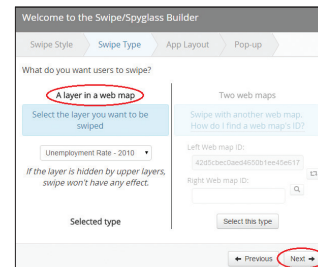 Welcome to the Swipe/Spyglass Builder
Swipe Style
Swipe Type
App Layout
Pop-up
What do you want users to swipe?
A layer in a web map
Select the layer you want to be
swiped
Unemployment Rate - 2010
If the layer is hidden by upper layers,
swipe won't have any effect.
Selected type
Two web maps
Swipe with another web map.
How do I find a web map's ID?
Left Web map ID:
Right Web map ID:
Select this type
Previous
Next